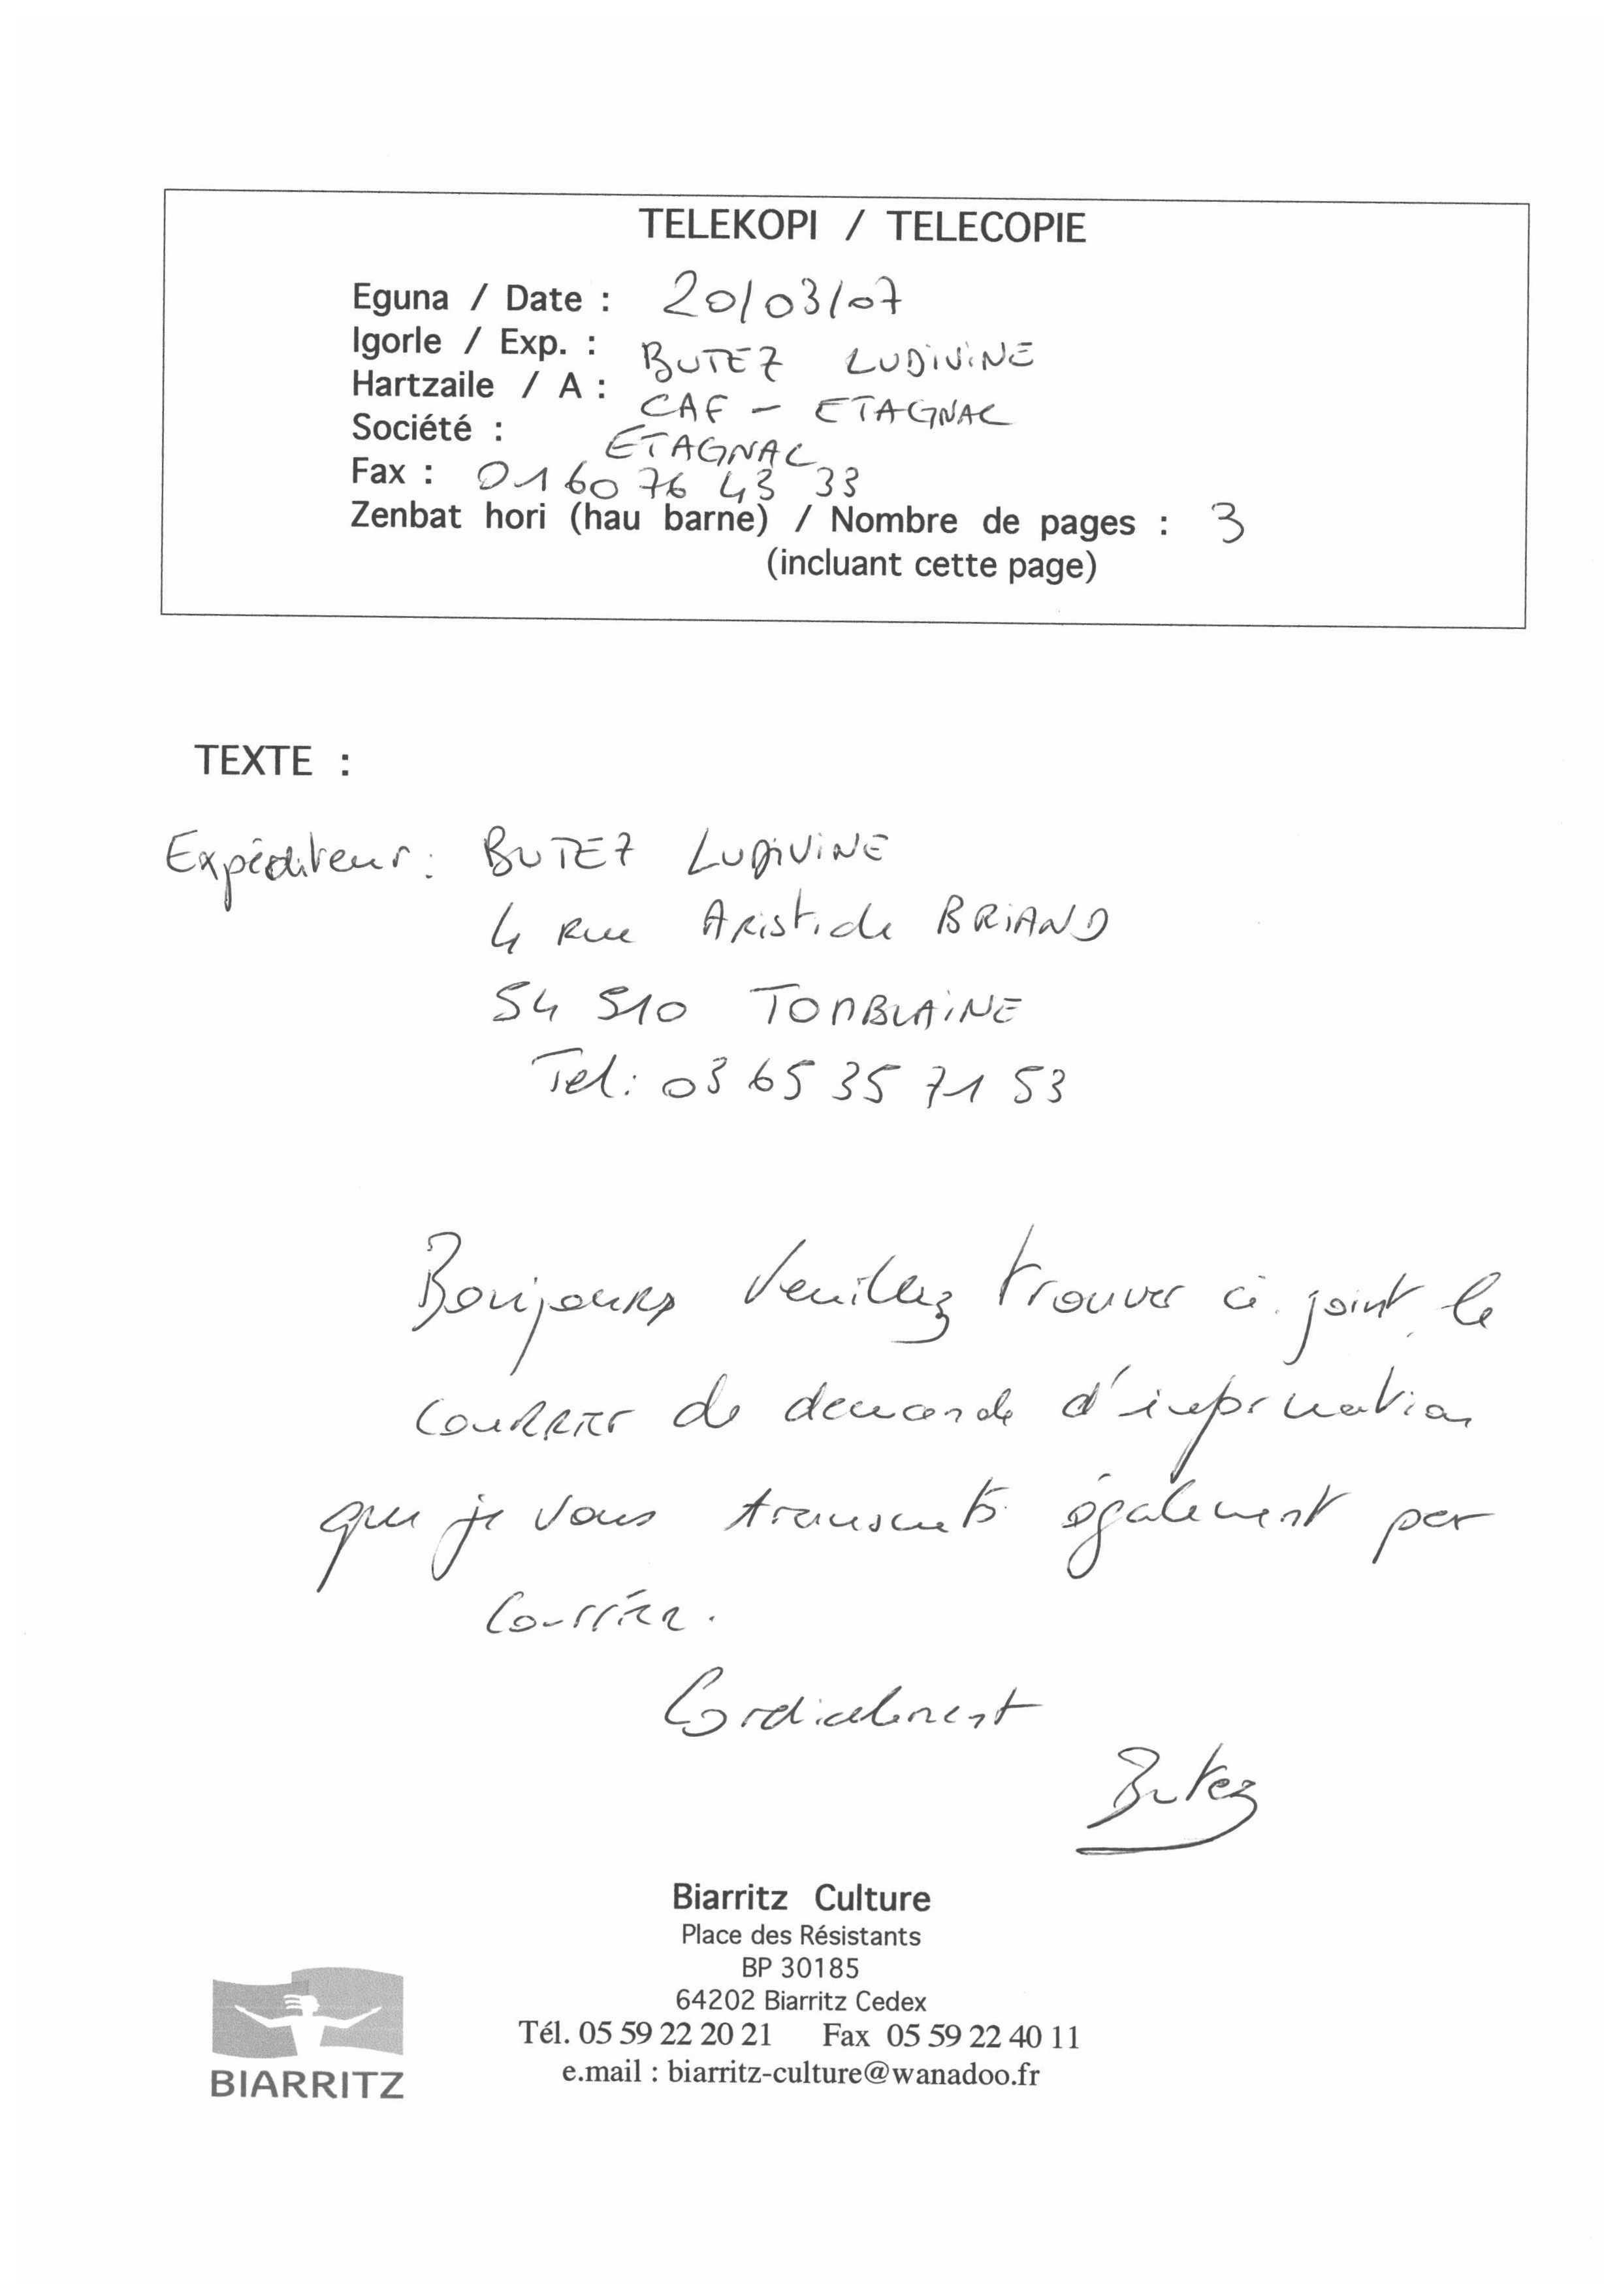 TELEKOPI / TELECOPIE
Eguna / Date : 20/03/07
Igorle / Exp. : BUTEZ LUDIVINE
Hartzaile / A : CAF - ETAGNAC
Société : ETAGNAC
Fax : 01 60 76 43 33
Zenbat hori (hau barne) / Nombre de pages : 3
(incluant cette page)
TEXTE :
Expéditeur : BUTEZ LUDIVINE
4 Rue Aristide BRIAND
54 510 TOMBLAINE
Tel : 03 65 35 71 53
Bonjours Veuillez trouver ci joint le
courrier de demande d'information
que je vous transmets également par
Courrier.
Cordialement
Butez
Biarritz Culture
Place des Résistants
BP 30185
64202 Biarritz Cedex
Tél. 05 59 22 20 21 Fax 05 59 22 40 11
e.mail : biarritz-culture@wanadoo.fr
BIARRITZ